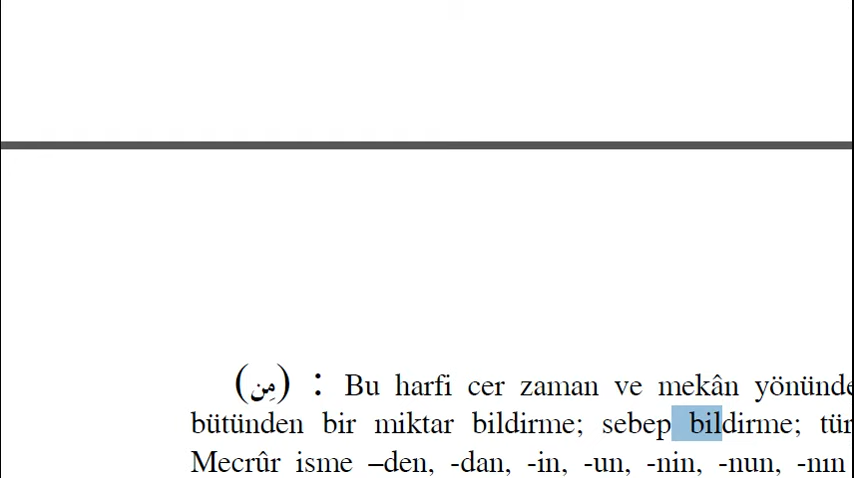 (مِن) : Bu harfi cer zaman ve mekân yönünde
bütünden bir miktar bildirme; sebep bildirme; tür
Mecrûr isme –den, -dan, -in, -un, -nin, -nun, -nın